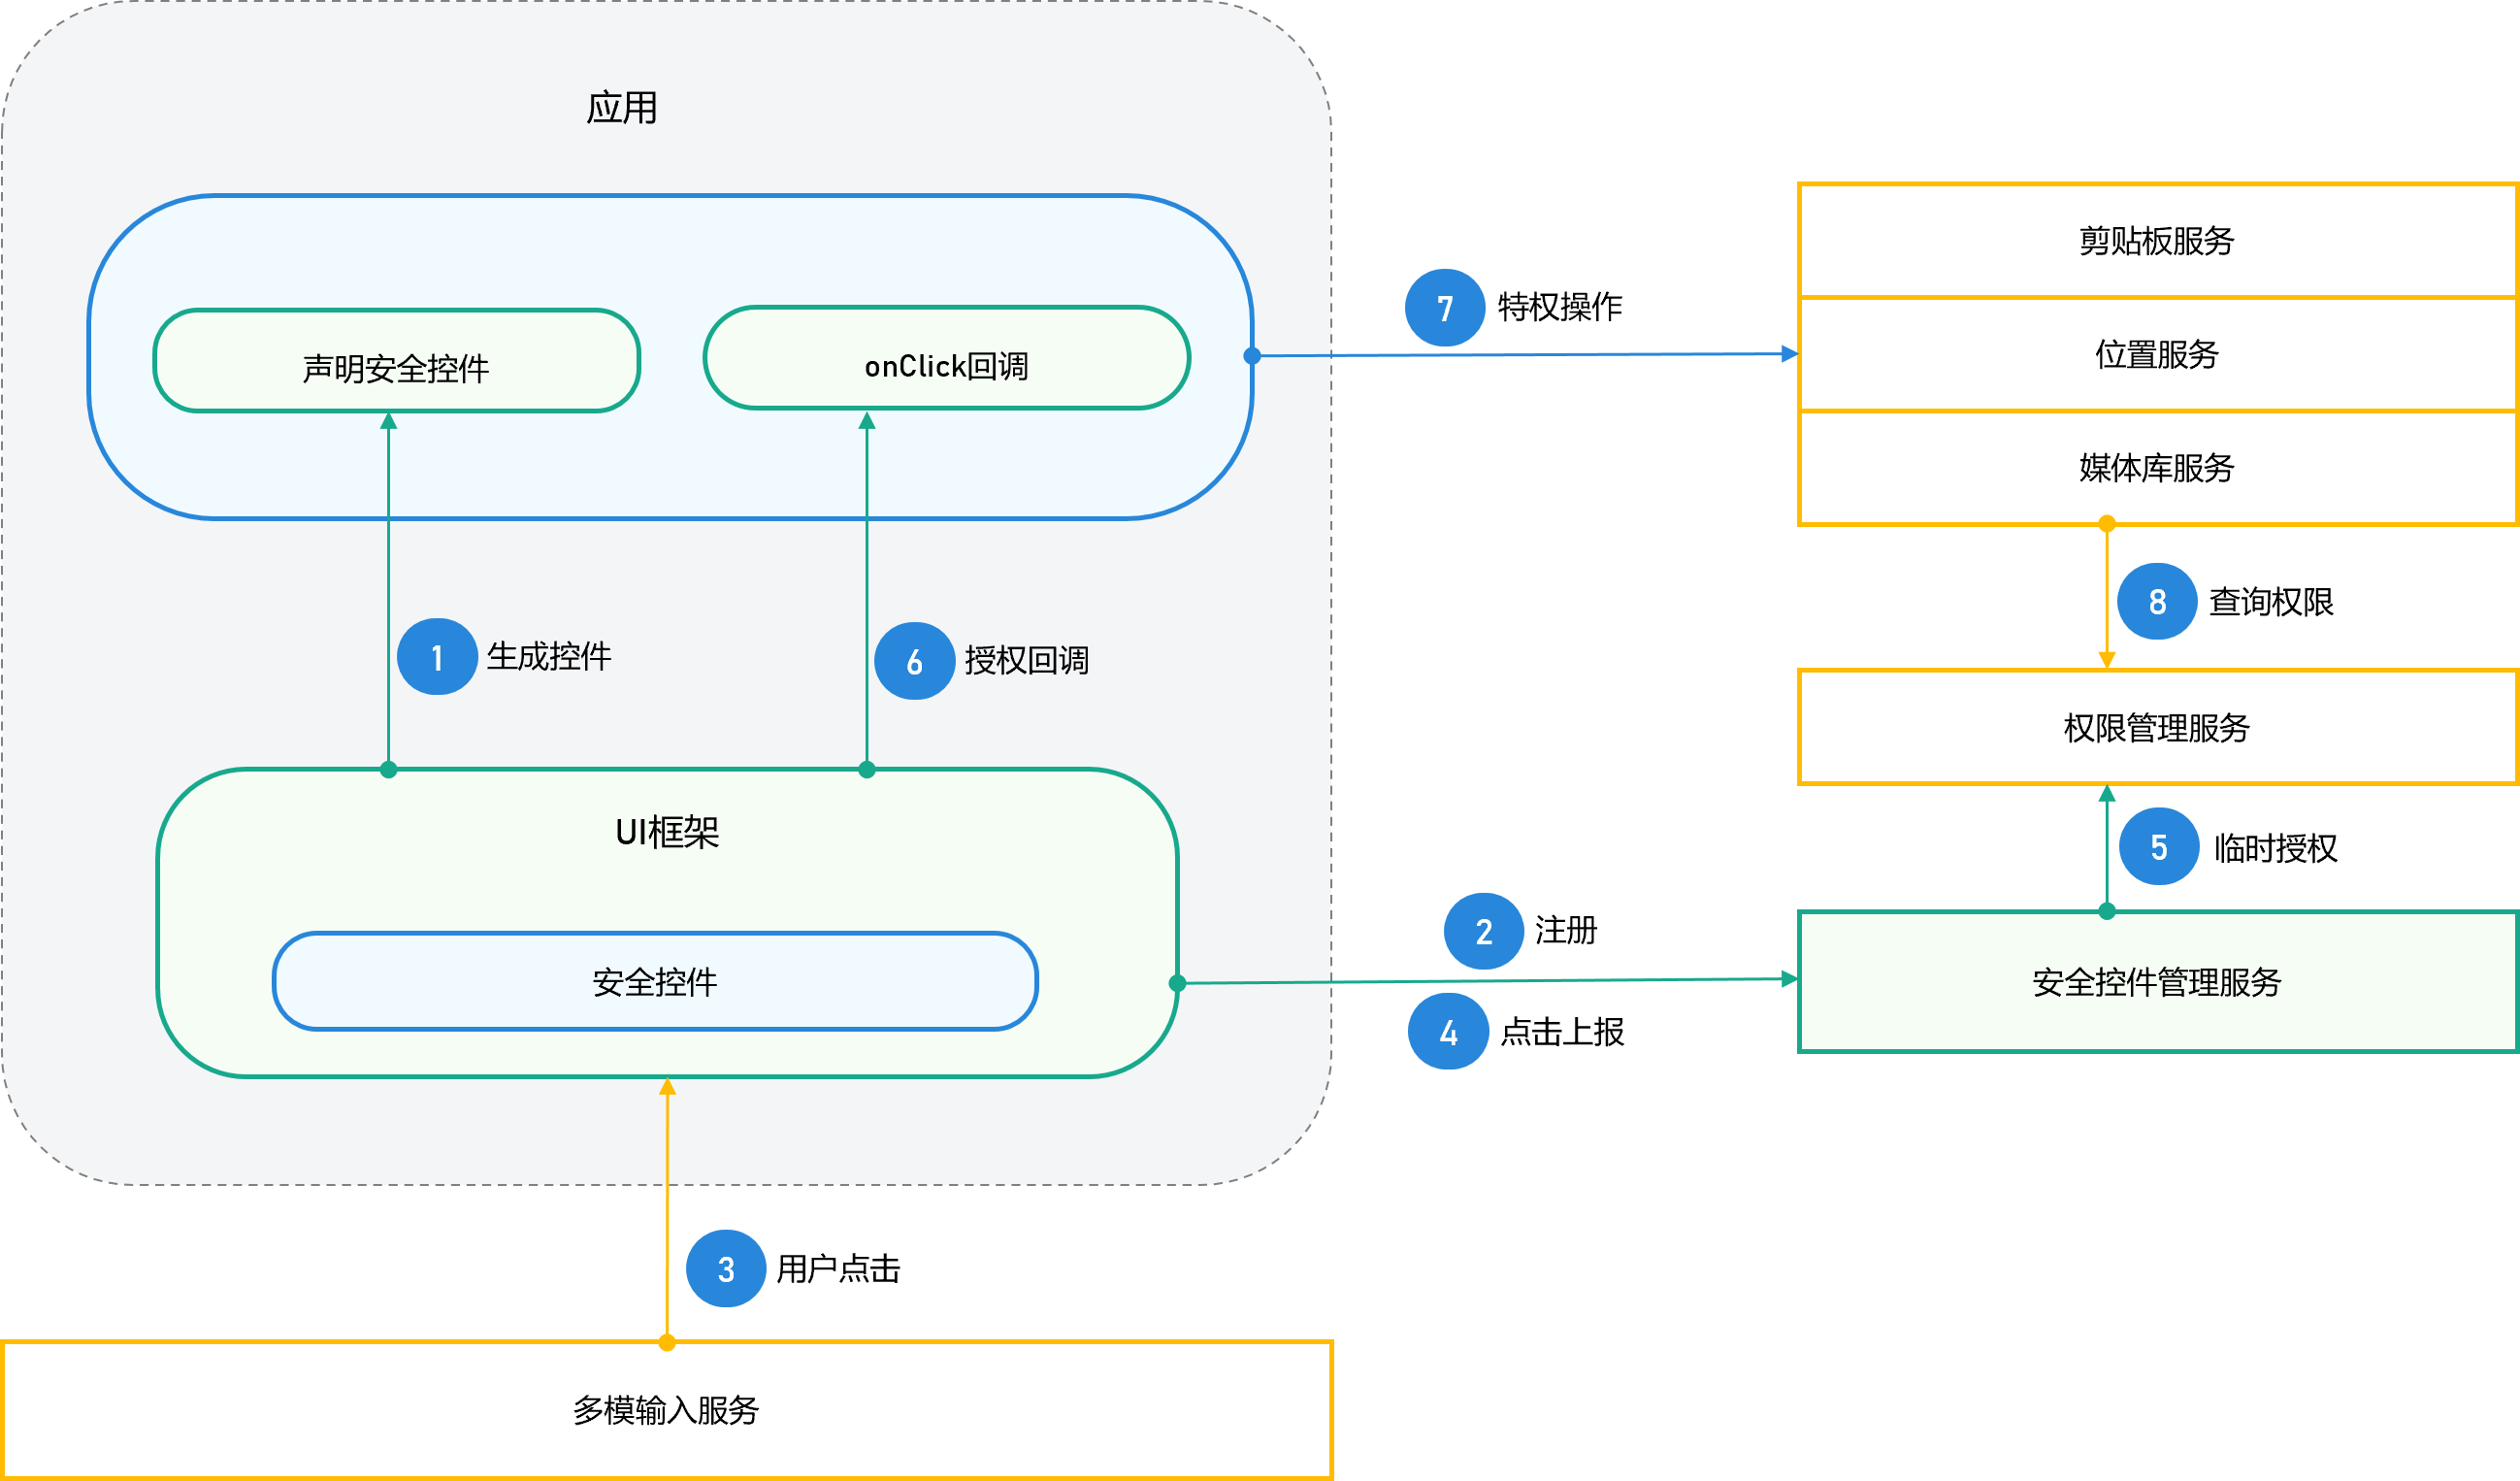 应用
声明安全控件
onClick回调
7 特权操作
剪贴板服务
位置服务
媒体库服务
1 生成控件
6 授权回调
8 查询权限
权限管理服务
UI框架
安全控件
5 临时授权
2 注册
4 点击上报
安全控件管理服务
3 用户点击
多模输入服务